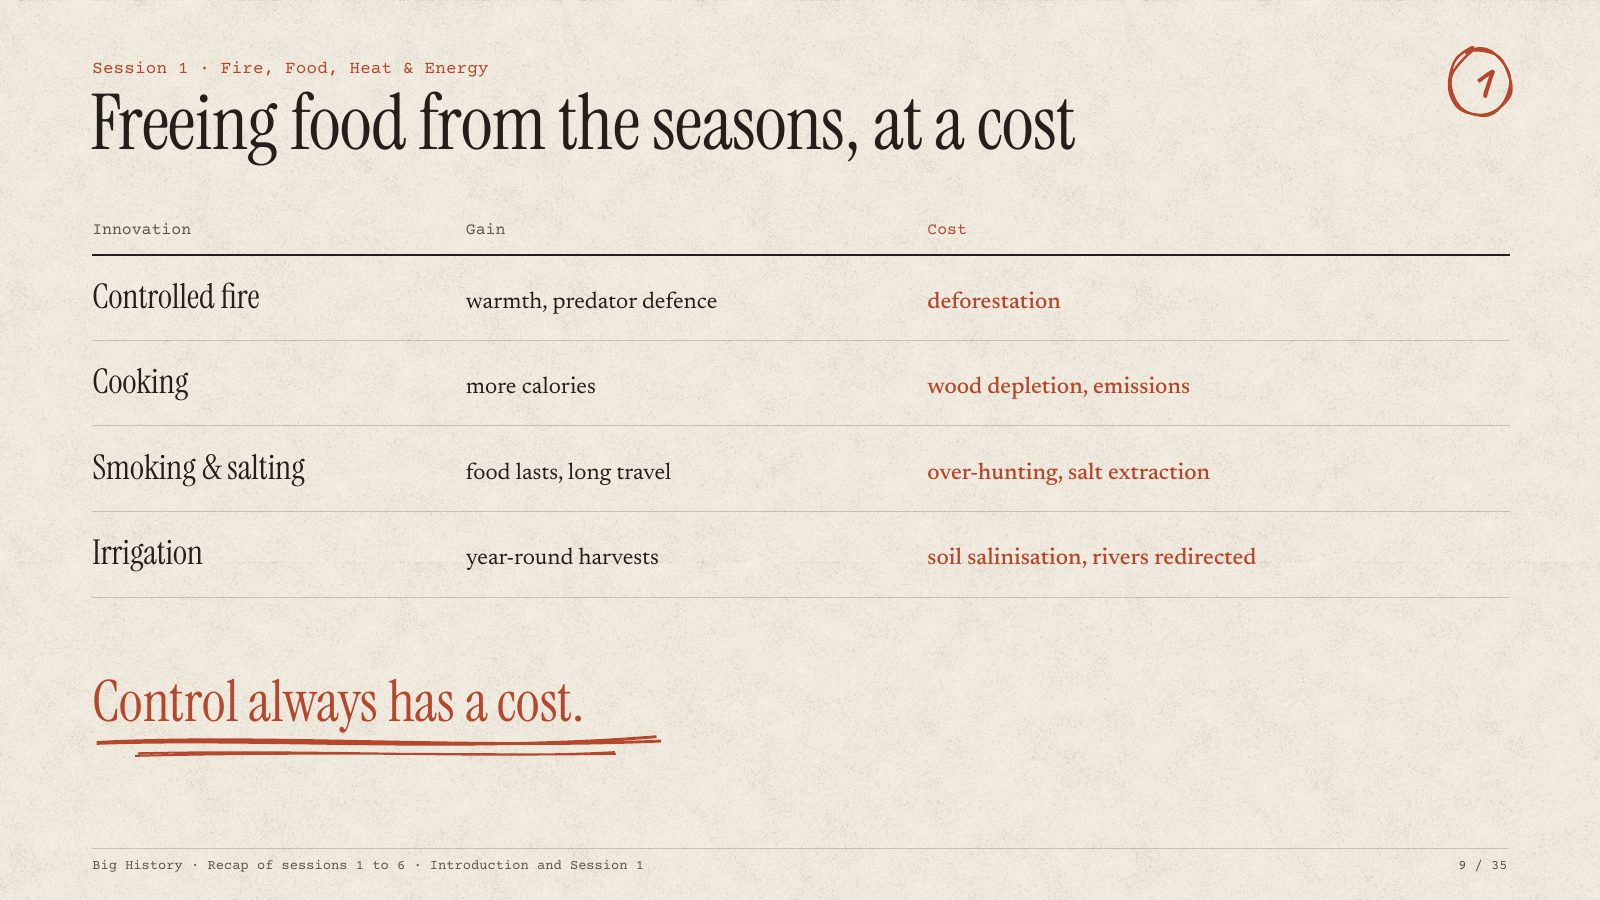 Session 1 · Fire, Food, Heat & Energy
1
Freeing food from the seasons, at a cost
Innovation Gain Cost
Controlled fire warmth, predator defence deforestation
Cooking more calories wood depletion, emissions
Smoking & salting food lasts, long travel over-hunting, salt extraction
Irrigation year-round harvests soil salinisation, rivers redirected
Control always has a cost.
Big History · Recap of sessions 1 to 6 · Introduction and Session 1 9 / 35